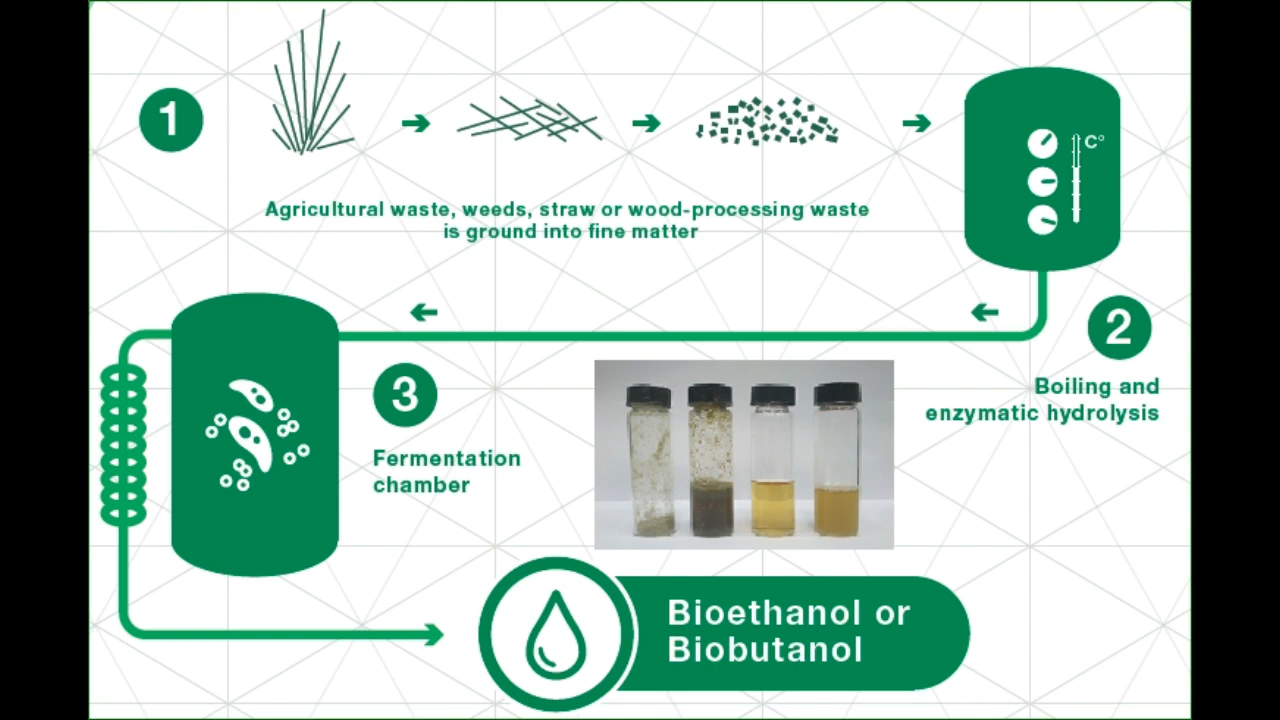 1
Agricultural waste, weeds, straw or wood-processing waste
is ground into fine matter
C°
2
Boiling and
enzymatic hydrolysis
3
Fermentation
chamber
Bioethanol or
Biobutanol